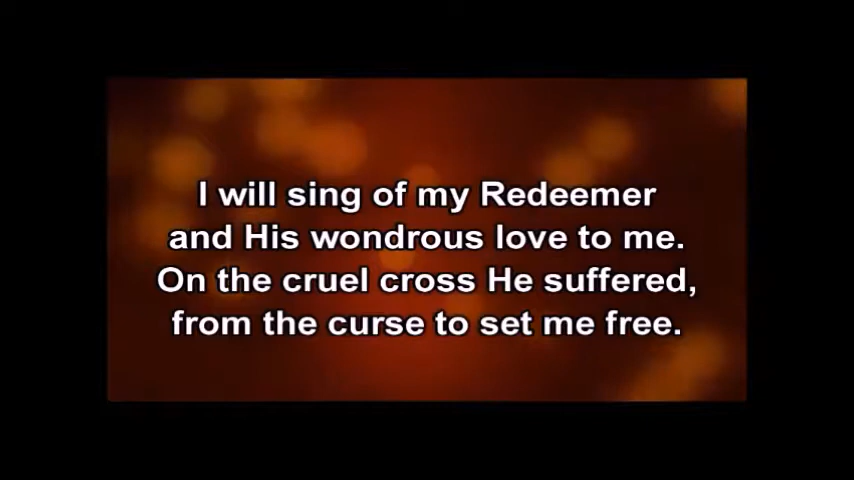 I will sing of my Redeemer
and His wondrous love to me.
On the cruel cross He suffered,
from the curse to set me free.